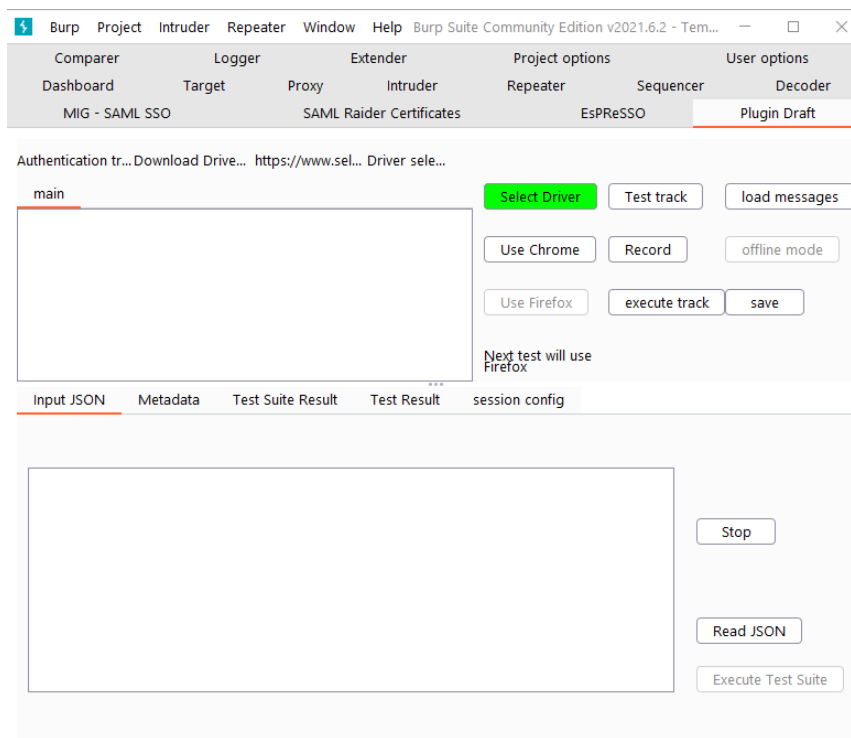 Burp Project Intruder Repeater Window Help Burp Suite Community Edition v2021.6.2 - Tem...
Comparer Logger Extender Project options User options
Dashboard Target Proxy Intruder Repeater Sequencer Decoder
MIG - SAML SSO SAML Raider Certificates EsPReSSO Plugin Draft
Authentication tr... Download Drive... https://www.sel... Driver sele...
main
Select Driver Test track load messages
Use Chrome Record offline mode
Use Firefox execute track save
Next test will use
Firefox
Input JSON Metadata Test Suite Result Test Result session config
Stop
Read JSON
Execute Test Suite